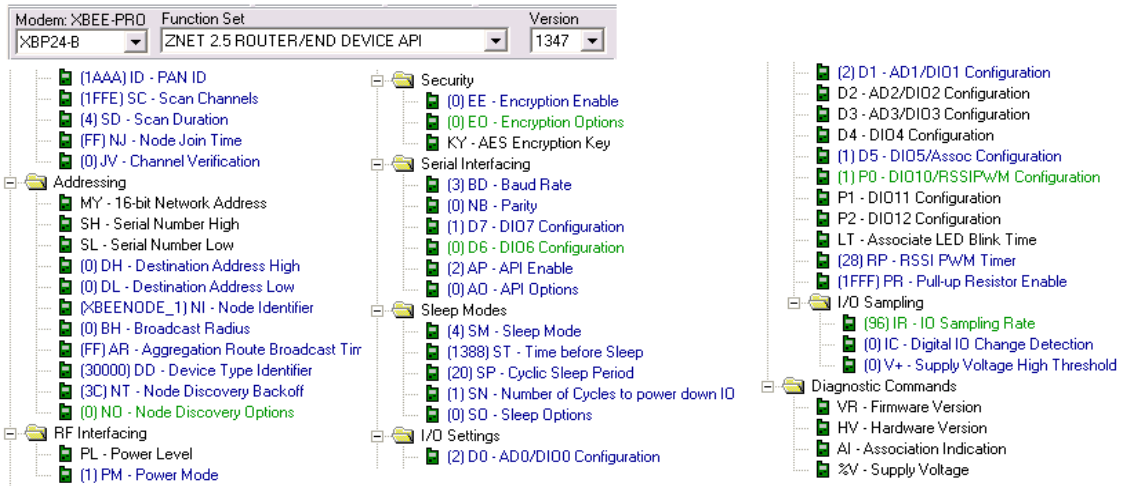 Modem: XBEE-PRO Function Set Version
XBP24-B ZNET 2.5 ROUTER/END DEVICE API 1347
(1AAA) ID - PAN ID
(1FFE) SC - Scan Channels
(4) SD - Scan Duration
(FF) NJ - Node Join Time
(0) JV - Channel Verification
Addressing
MY - 16-bit Network Address
SH - Serial Number High
SL - Serial Number Low
(0) DH - Destination Address High
(0) DL - Destination Address Low
(XBEENODE_1) NI - Node Identifier
(0) BH - Broadcast Radius
(FF) AR - Aggregation Route Broadcast Tim
(30000) DD - Device Type Identifier
(3C) NT - Node Discovery Backoff
(0) NO - Node Discovery Options
RF Interfacing
PL - Power Level
(1) PM - Power Mode
Security
(0) EE - Encryption Enable
(0) EO - Encryption Options
KY - AES Encryption Key
Serial Interfacing
(3) BD - Baud Rate
(0) NB - Parity
(1) D7 - DIO7 Configuration
(0) D6 - DIO6 Configuration
(2) AP - API Enable
(0) AO - API Options
Sleep Modes
(4) SM - Sleep Mode
(1388) ST - Time before Sleep
(20) SP - Cyclic Sleep Period
(1) SN - Number of Cycles to power down IO
(0) SO - Sleep Options
I/O Settings
(2) D0 - AD0/DIO0 Configuration
(2) D1 - AD1/DIO1 Configuration
D2 - AD2/DIO2 Configuration
D3 - AD3/DIO3 Configuration
D4 - DIO4 Configuration
(1) D5 - DIO5/Assoc Configuration
(1) P0 - DIO10/RSSIPWM Configuration
P1 - DIO11 Configuration
P2 - DIO12 Configuration
LT - Associate LED Blink Time
(28) RP - RSSI PWM Timer
(1FFF) PR - Pull-up Resistor Enable
I/O Sampling
(96) IR - IO Sampling Rate
(0) IC - Digital IO Change Detection
(0) V+ - Supply Voltage High Threshold
Diagnostic Commands
VR - Firmware Version
HV - Hardware Version
AI - Association Indication
%V - Supply Voltage